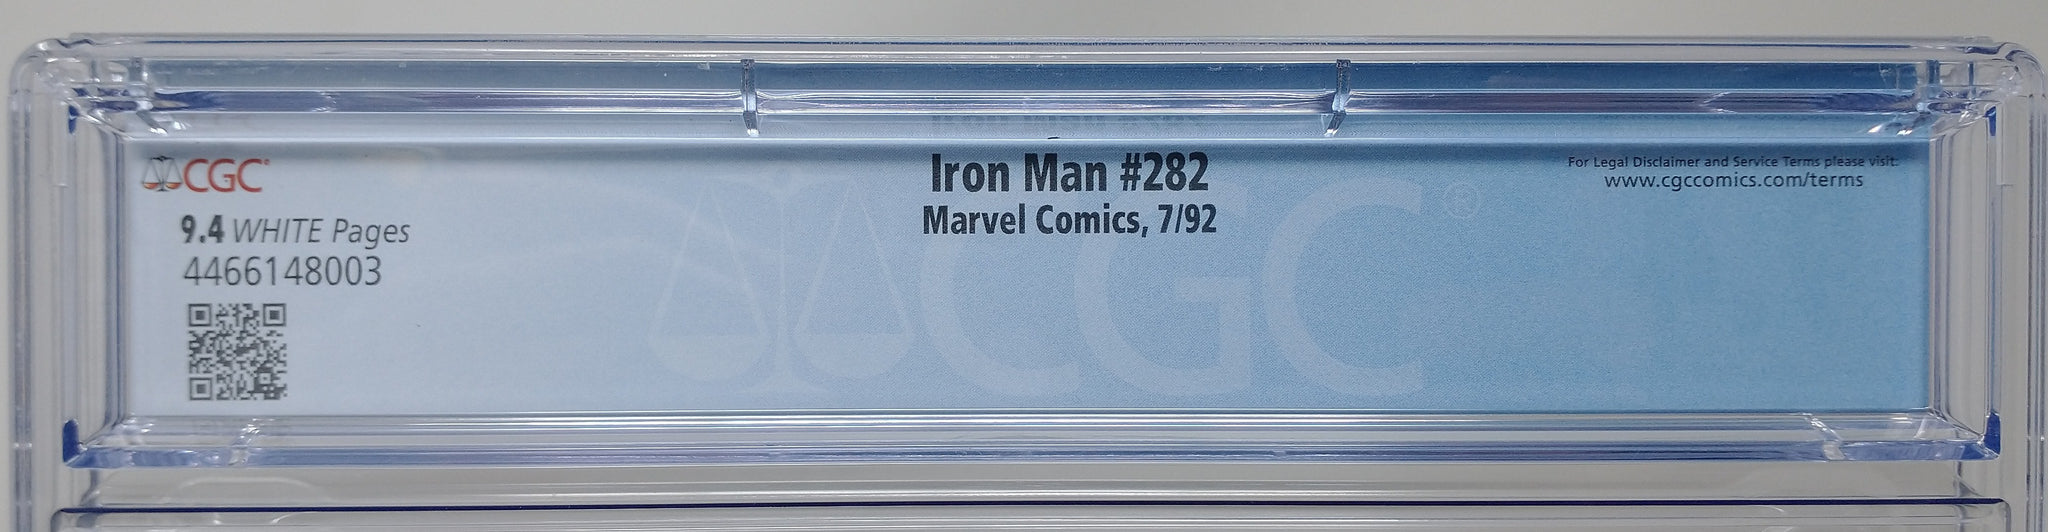 CGC®
Iron Man #282
Marvel Comics, 7/92
For Legal Disclaimer and Service Terms please visit:
www.cgccomics.com/terms
9.4 WHITE Pages
4466148003
CGC®